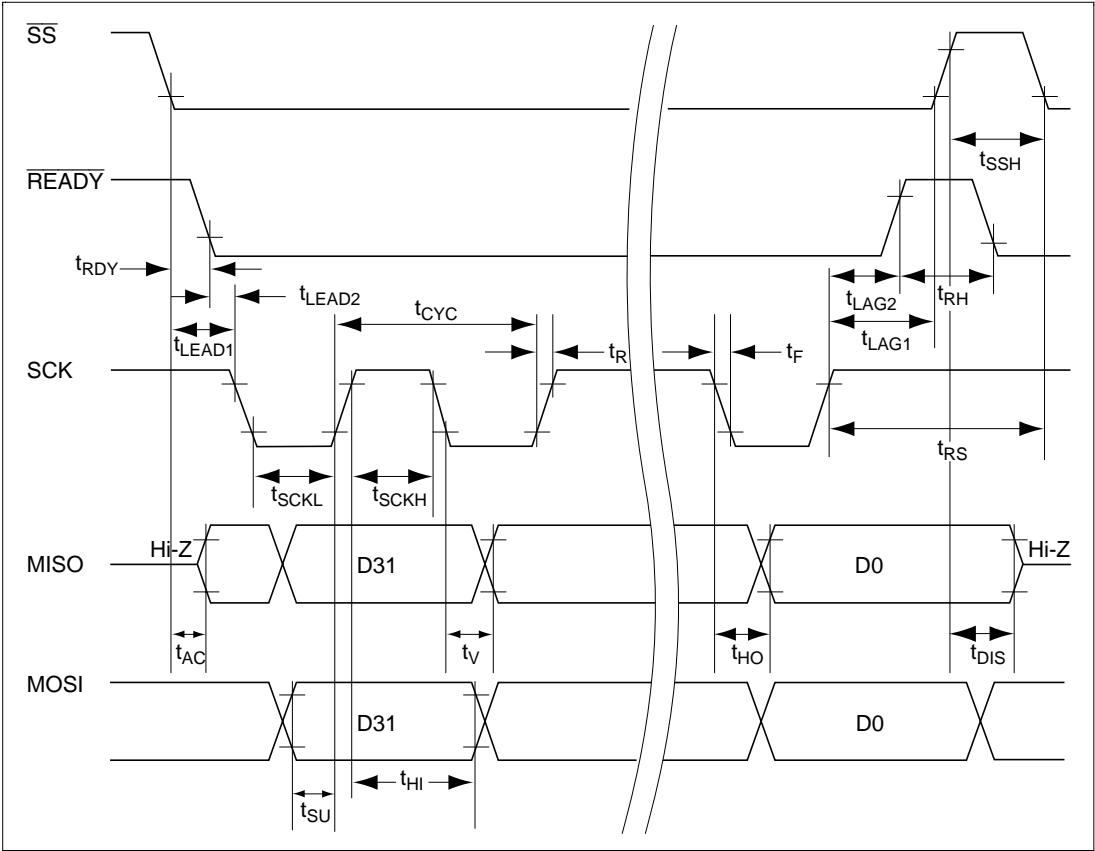 SS
tSSH
READY
tRDY
tLEAD2
tCYC
tLAG2
tRH
tLEAD1
tR
tF
tLAG1
SCK
tRS
tSCKL
tSCKH
Hi-Z
Hi-Z
MISO
D31
D0
tAC
tV
tHO
tDIS
MOSI
D31
D0
tHI
tSU